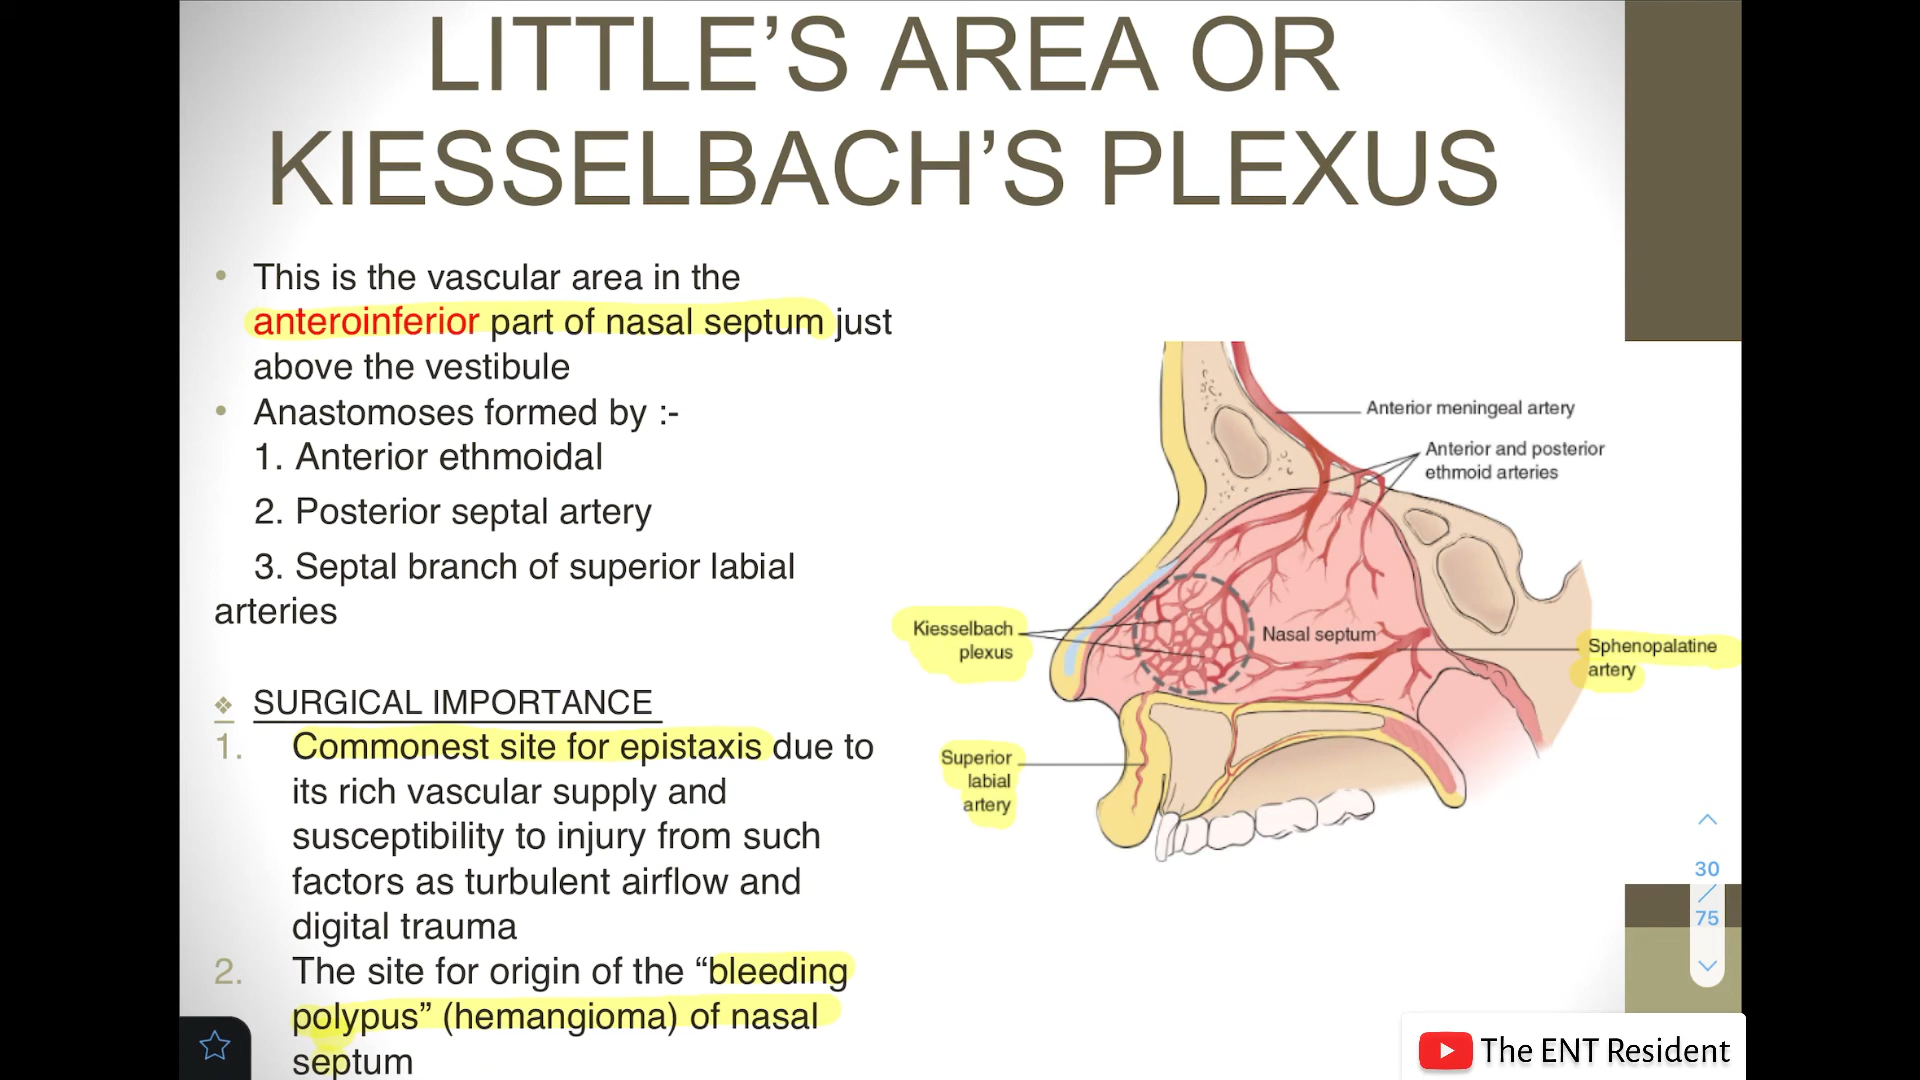 LITTLE’S AREA OR
KIESSELBACH’S PLEXUS
• This is the vascular area in the
anteroinferior part of nasal septum just
above the vestibule
• Anastomoses formed by :-
1. Anterior ethmoidal
2. Posterior septal artery
3. Septal branch of superior labial
arteries
❖ SURGICAL IMPORTANCE
1. Commonest site for epistaxis due to
its rich vascular supply and
susceptibility to injury from such
factors as turbulent airflow and
digital trauma
2. The site for origin of the “bleeding
polypus” (hemangioma) of nasal
septum
Anterior meningeal artery
Anterior and posterior
ethmoid arteries
Kiesselbach
plexus
Nasal septum
Sphenopalatine
artery
Superior
labial
artery
30
/
75
The ENT Resident